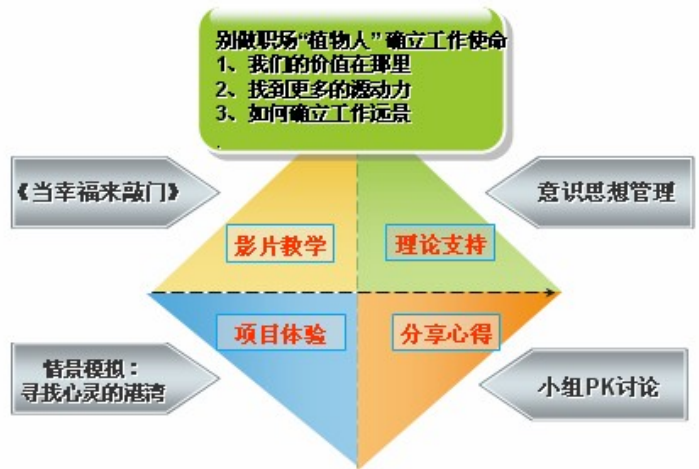 别做职场“植物人”确立工作使命
1、我们的价值在那里
2、找到更多的源动力
3、如何确立工作远景
.
《当幸福来敲门》
意识思想管理
影片教学
理论支持
项目体验
分享心得
情景模拟：
寻找心灵的港湾
小组PK讨论